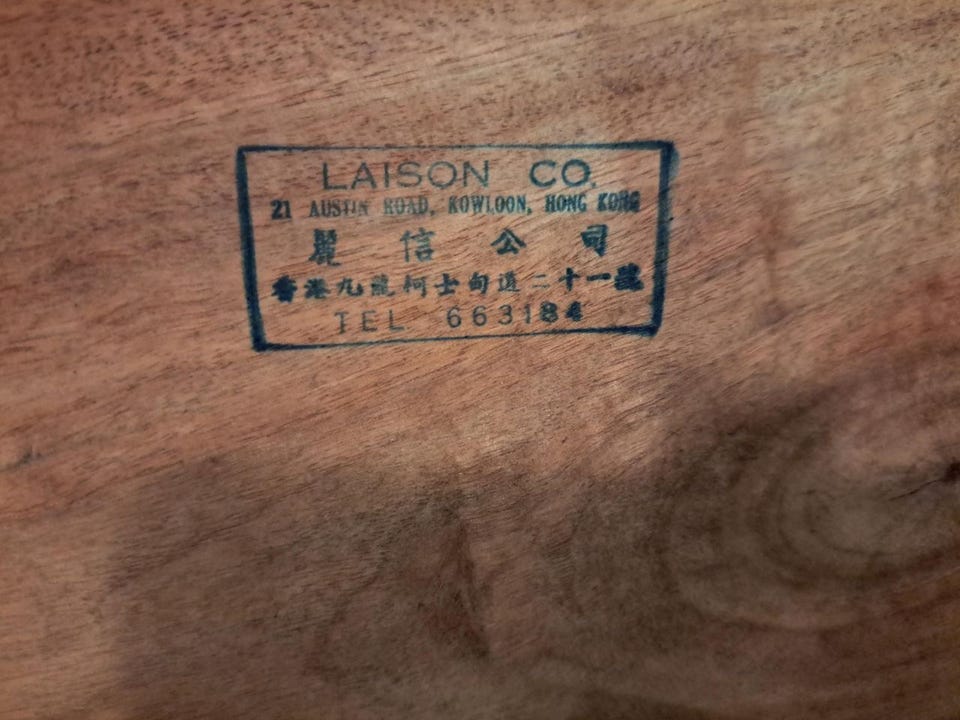 LAISON CO.
21 AUSTIN ROAD, KOWLOON, HONG KONG
麗信公司
香港九龍柯士甸道二十一號
TEL. 663184